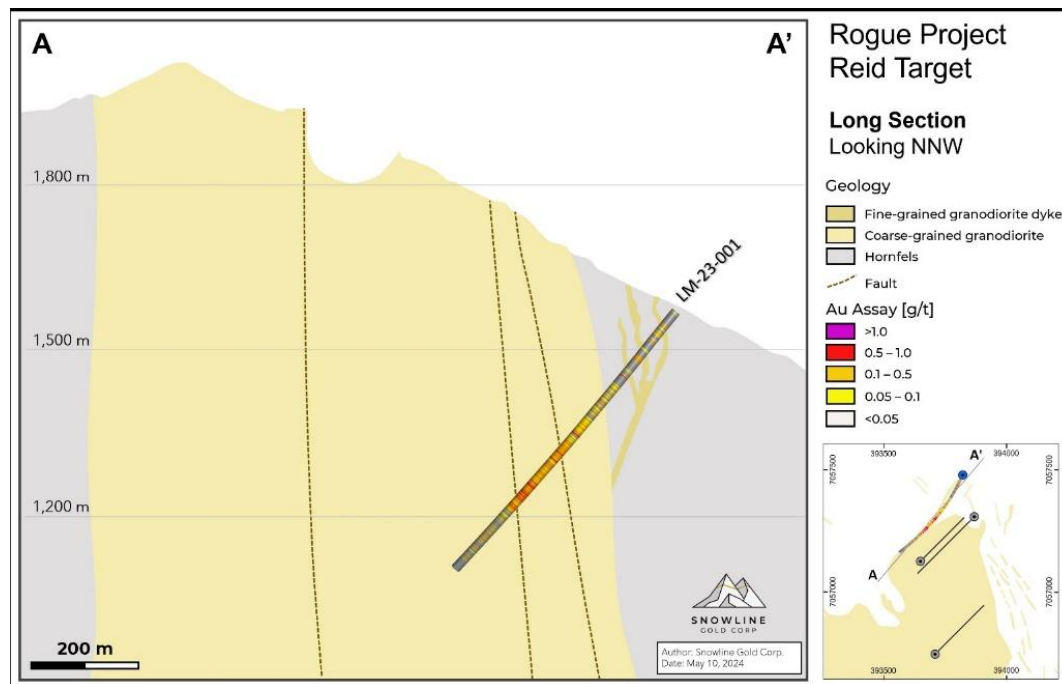 A
A'
Rogue Project
Reid Target
Long Section
Looking NNW
Geology
Fine-grained granodiorite dyke
Coarse-grained granodiorite
Hornfels
Fault
Au Assay [g/t]
>1.0
0.5 – 1.0
0.1 – 0.5
0.05 – 0.1
<0.05
1,800 m
1,500 m
1,200 m
LM-23-001
200 m
SNOWLINE
GOLD CORP
Author: Snowline Gold Corp.
Date: May 10, 2024
393500
394000
A'
7057500
7057500
A
7057000
7057000
393500
394000